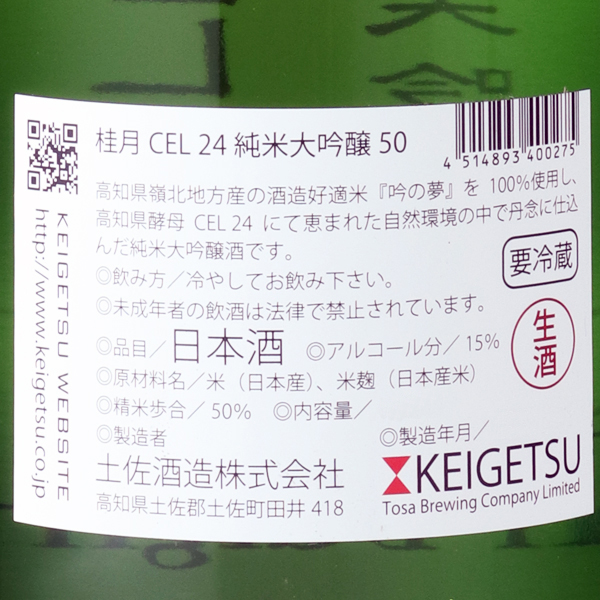 桂月 CEL 24 純米大吟醸 50
4 514893 400275
高知県嶺北地方産の酒造好適米『吟の夢』を 100%使用し、
高知県酵母 CEL 24 にて恵まれた自然環境の中で丹念に仕込
んだ純米大吟醸酒です。
◎飲み方／冷やしてお飲み下さい。
◎未成年者の飲酒は法律で禁止されています。
要冷蔵
生酒
◎品目／日本酒 ◎アルコール分／15%
◎原材料名／米（日本産）、米麹（日本産米）
◎精米歩合／50% ◎内容量／
◎製造者 ◎製造年月／
土佐酒造株式会社
高知県土佐郡土佐町田井 418
KEIGETSU
Tosa Brewing Company Limited
KEIGETSU WEBSITE
http://www.keigetsu.co.jp